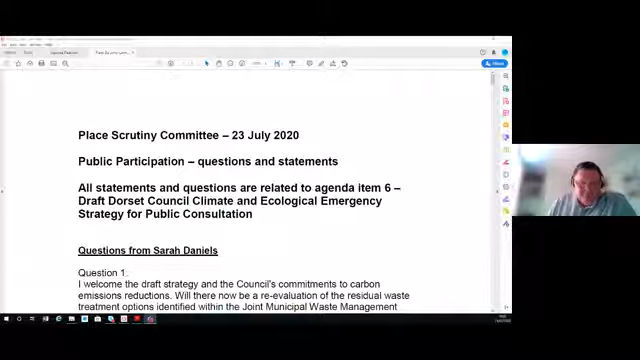 Place Scrutiny Committee – 23 July 2020
Public Participation – questions and statements
All statements and questions are related to agenda item 6 –
Draft Dorset Council Climate and Ecological Emergency
Strategy for Public Consultation
Questions from Sarah Daniels
Question 1.
I welcome the draft strategy and the Council's commitments to carbon
emissions reductions. Will there now be a re-evaluation of the residual waste
treatment options identified within the Joint Municipal Waste Management